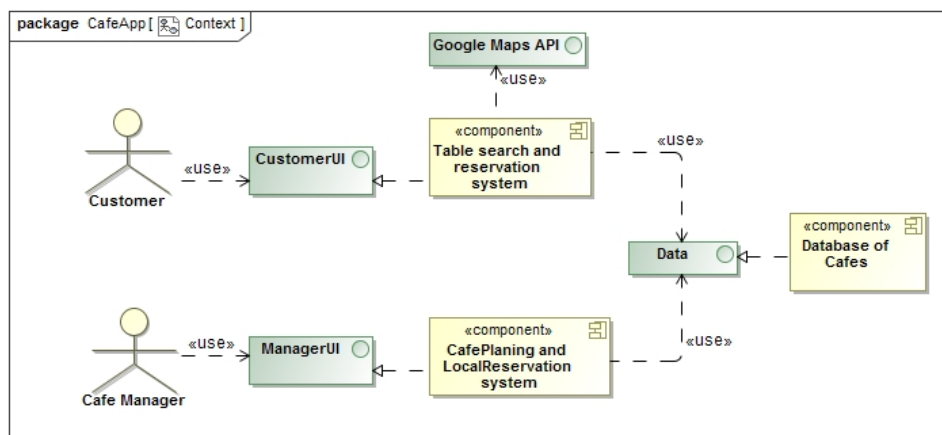 package CafeApp [ Context ]
Google Maps API
«use»
«component»
Table search and
reservation
system
«use»
CustomerUI
«use»
Customer
«component»
Database of
Cafes
Data
«component»
CafePlaning and
LocalReservation
system
«use»
ManagerUI
«use»
Cafe Manager